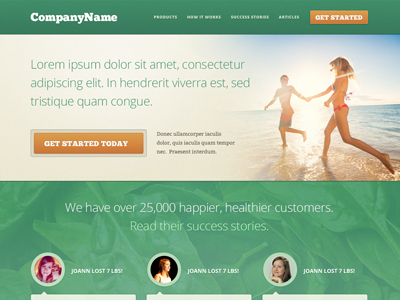 CompanyName
PRODUCTS HOW IT WORKS SUCCESS STORIES ARTICLES GET STARTED
Lorem ipsum dolor sit amet, consectetur
adipiscing elit. In hendrerit viverra est, sed
tristique quam congue.
GET STARTED TODAY
Donec ullamcorper iaculis
dolor, quis iaculis quam tempor
nec. Praesent interdum.
We have over 25,000 happier, healthier customers.
Read their success stories.
JOANN LOST 7 LBS! JOANN LOST 7 LBS! JOANN LOST 7 LBS!